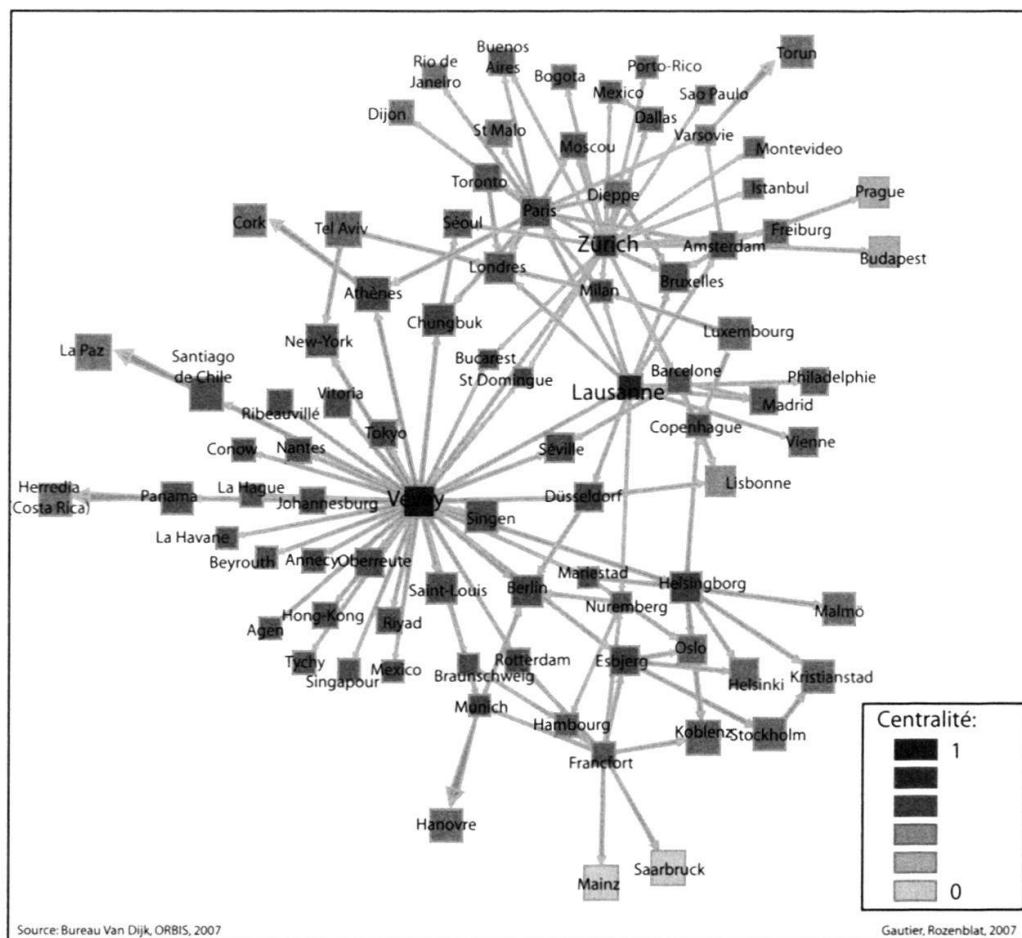 Buenos
Aires
Rio de
Janeiro
Bogota
Porto-Rico
Torun
Mexico
Sao Paulo
Dijon
St Malo
Dallas
Varsovie
Moscou
Montevideo
Toronto
Dieppe
Istanbul
Prague
Paris
Cork
Tel Aviv
Séoul
Zürich
Amsterdam
Freiburg
Budapest
Londres
Milan
Bruxelles
Athènes
Chungbuk
Luxembourg
New-York
La Paz
Santiago
de Chile
Bucarest
St Domingue
Lausanne
Barcelone
Philadelphie
Vitoria
Ribeauvillé
Madrid
Tokyo
Copenhague
Conow
Nantes
Séville
Vienne
Herredia
(Costa Rica)
Panama
La Hague
Johannesburg
Vevey
Düsseldorf
Lisbonne
Singen
La Havane
Beyrouth
Annecy
Oberreute
Saint-Louis
Berlin
Mariestad
Helsingborg
Nuremberg
Malmö
Agen
Hong-Kong
Riyad
Oslo
Tychy
Singapour
Mexico
Braunschweig
Rotterdam
Esbjerg
Helsinki
Kristianstad
Münich
Hambourg
Koblenz
Stockholm
Francfort
Hanovre
Mainz
Saarbruck
Centralité:
1
0
Source: Bureau Van Dijk, ORBIS, 2007
Gautier, Rozenblat, 2007